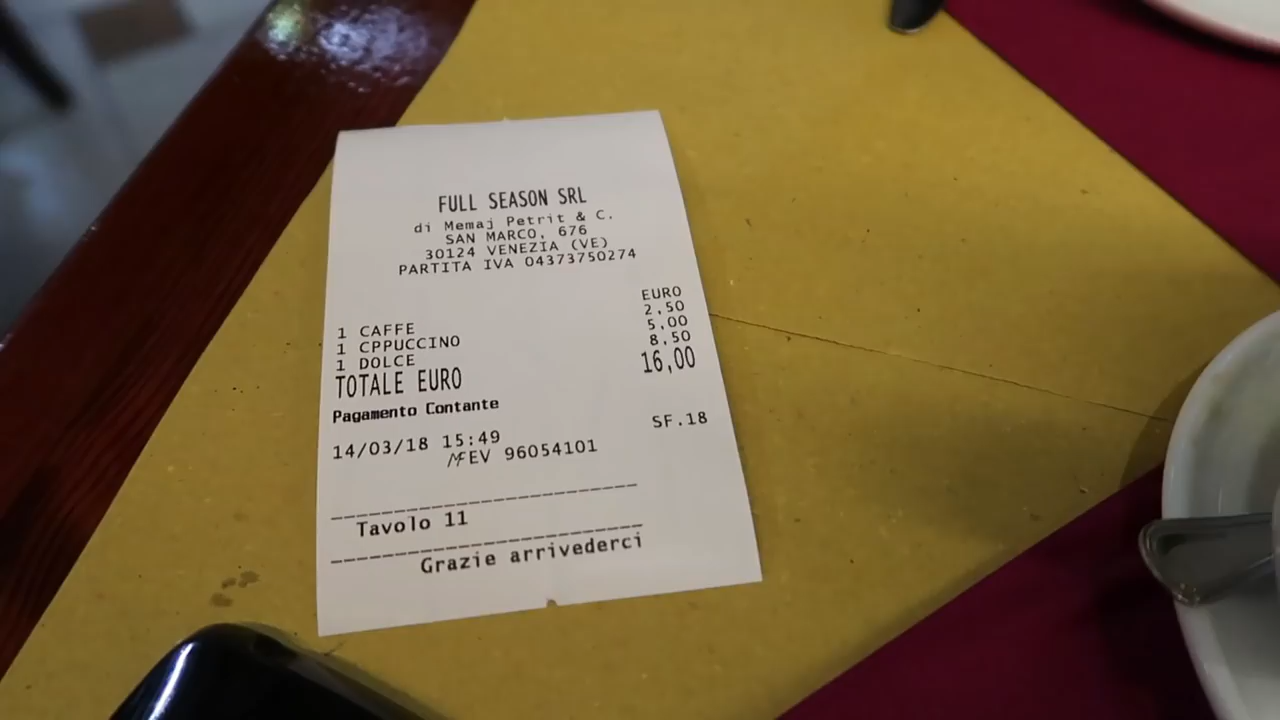 FULL SEASON SRL
di Memaj Petrit & C.
SAN MARCO, 676
30124 VENEZIA (VE)
PARTITA IVA 04373750274
EURO
1 CAFFE 2.50
1 CPPUCCINO 5.00
1 DOLCE 8.50
TOTALE EURO 16,00
Pagamento Contante
14/03/18 15:49 SF.18
MFEV 96054101
Tavolo 11
Grazie arrivederci